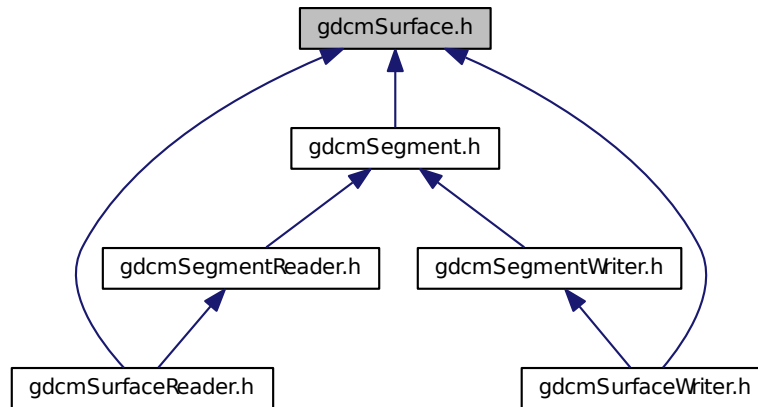 gdcmSurface.h
gdcmSegment.h
gdcmSegmentReader.h
gdcmSegmentWriter.h
gdcmSurfaceReader.h
gdcmSurfaceWriter.h